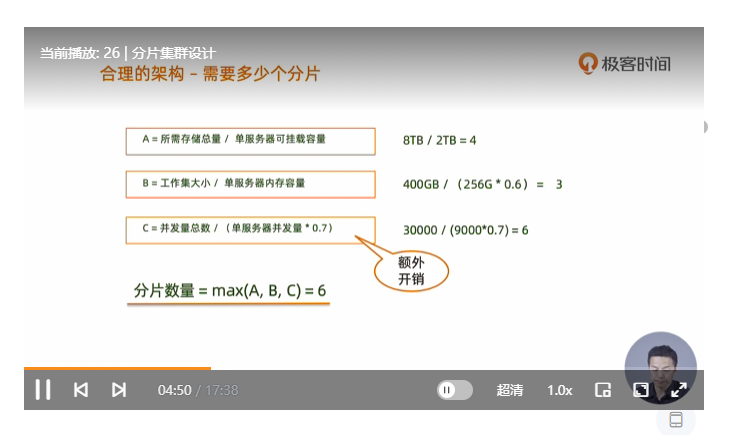 当前播放: 26 | 分片集群设计
合理的架构 – 需要多少个分片
极客时间
A = 所需存储总量 / 单服务器可挂载容量
8TB / 2TB = 4
B = 工作集大小 / 单服务器内存容量
400GB / （256G * 0.6） = 3
C = 并发量总数 / （单服务器并发量 * 0.7）
30000 / (9000*0.7) = 6
额外
开销
分片数量 = max(A, B, C) = 6
04:50 / 17:38
超清
1.0x